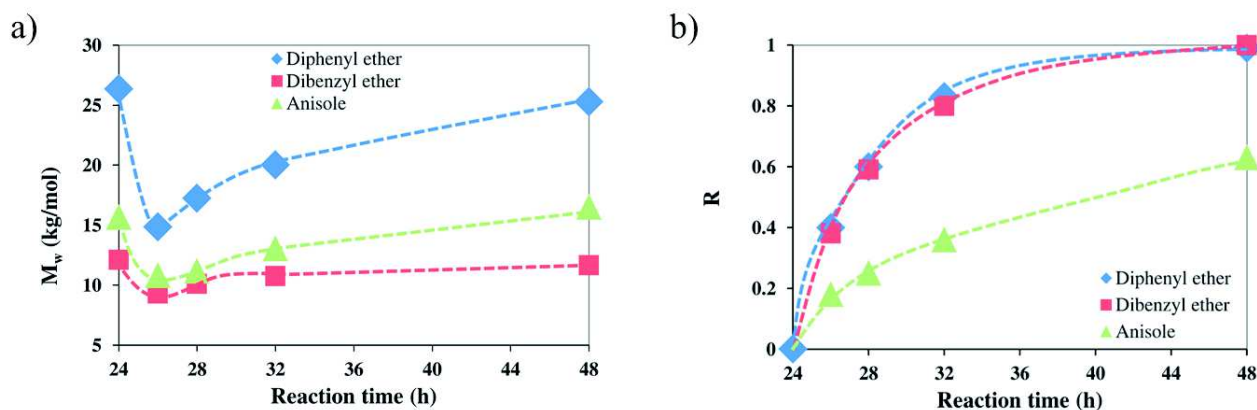 a)
30
25
20
15
10
5
M_w (kg/mol)
Diphenyl ether
Dibenzyl ether
Anisole
24 28 32 36 40 44 48
Reaction time (h)
b)
1
0.8
0.6
0.4
0.2
0
R
Diphenyl ether
Dibenzyl ether
Anisole
24 28 32 36 40 44 48
Reaction time (h)